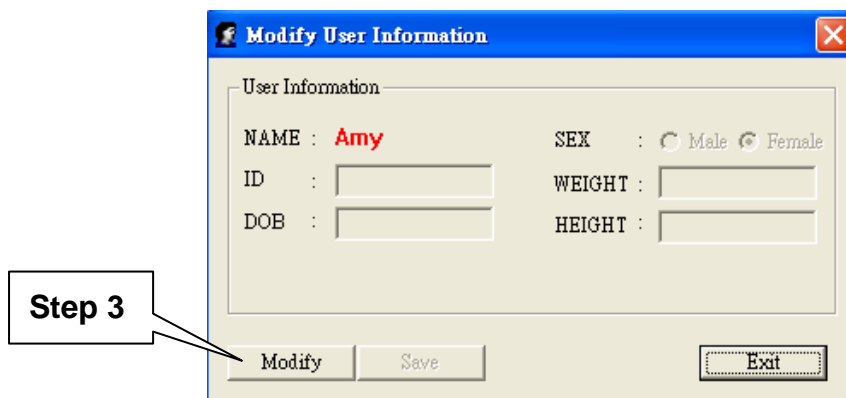 Modify User Information
User Information
NAME : Amy SEX : Male Female
ID : WEIGHT :
DOB : HEIGHT :
Step 3
Modify Save Exit